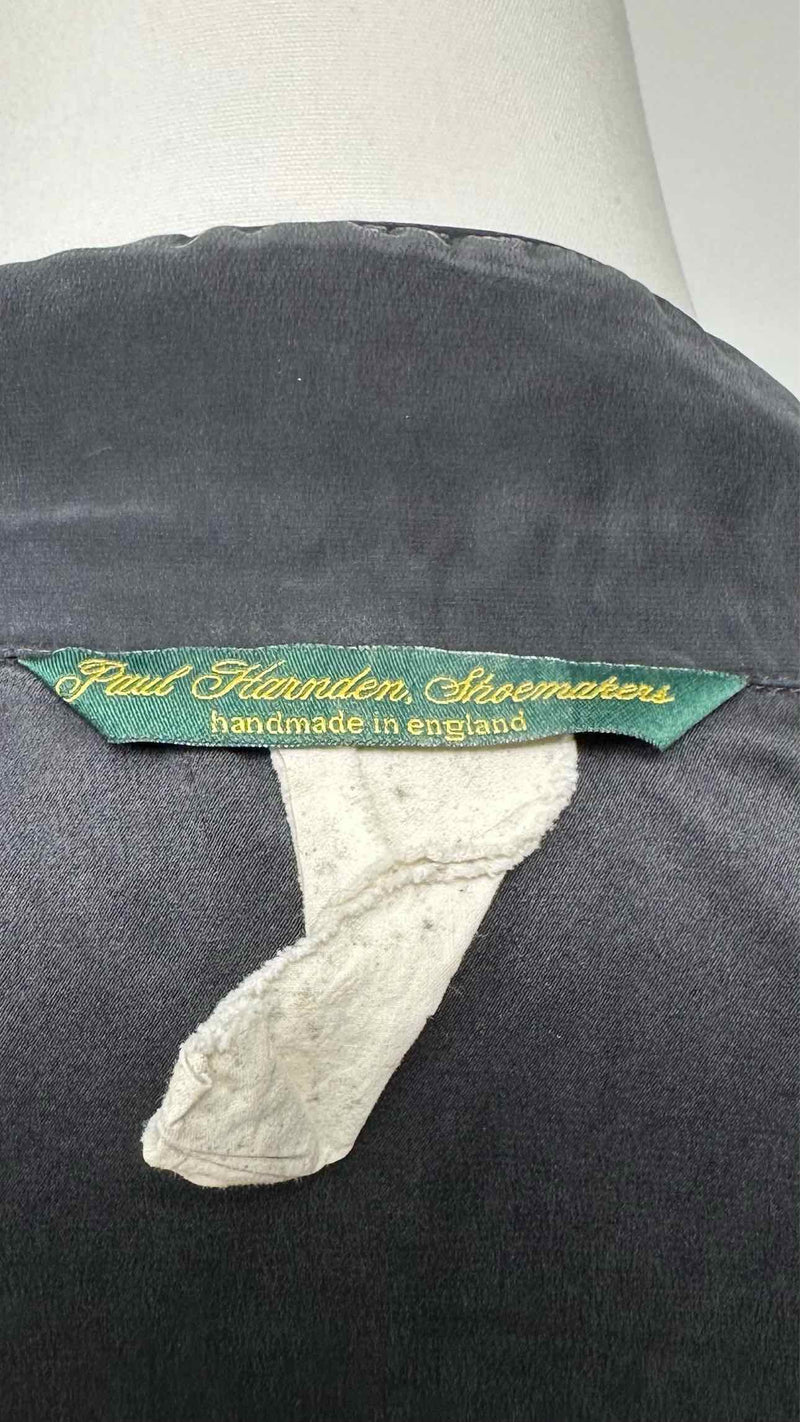 Paul Harnden, Shoemakers
handmade in england